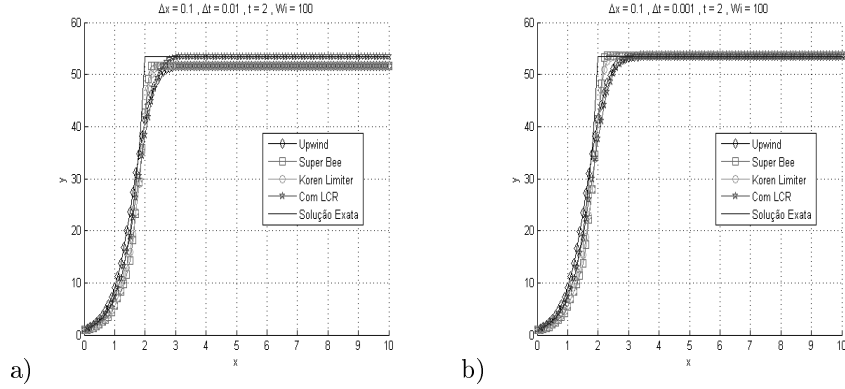 Δx = 0.1 , Δt = 0.01 , t = 2 , Wi = 100
60
50
40
30
20
10
0
y
0 1 2 3 4 5 6 7 8 9 10
x
Upwind
Super Bee
Koren Limiter
Com LCR
Solução Exata
a)
Δx = 0.1 , Δt = 0.001 , t = 2 , Wi = 100
60
50
40
30
20
10
0
y
0 1 2 3 4 5 6 7 8 9 10
x
Upwind
Super Bee
Koren Limiter
Com LCR
Solução Exata
b)